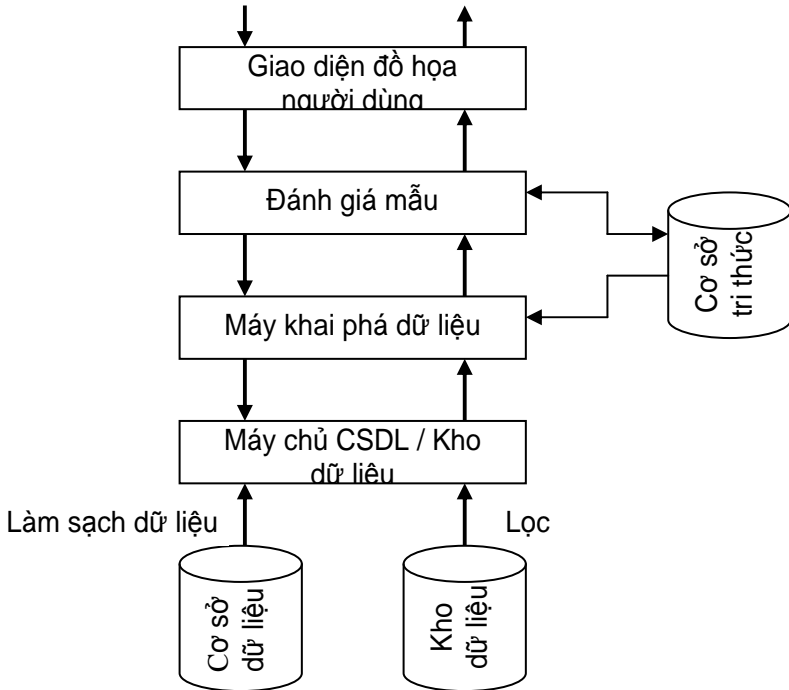 Giao diện đồ họa
người dùng
Đánh giá mẫu
Cơ sở
tri thức
Máy khai phá dữ liệu
Máy chủ CSDL / Kho
dữ liệu
Làm sạch dữ liệu
Lọc
Cơ sở
dữ liệu
Kho
dữ liệu